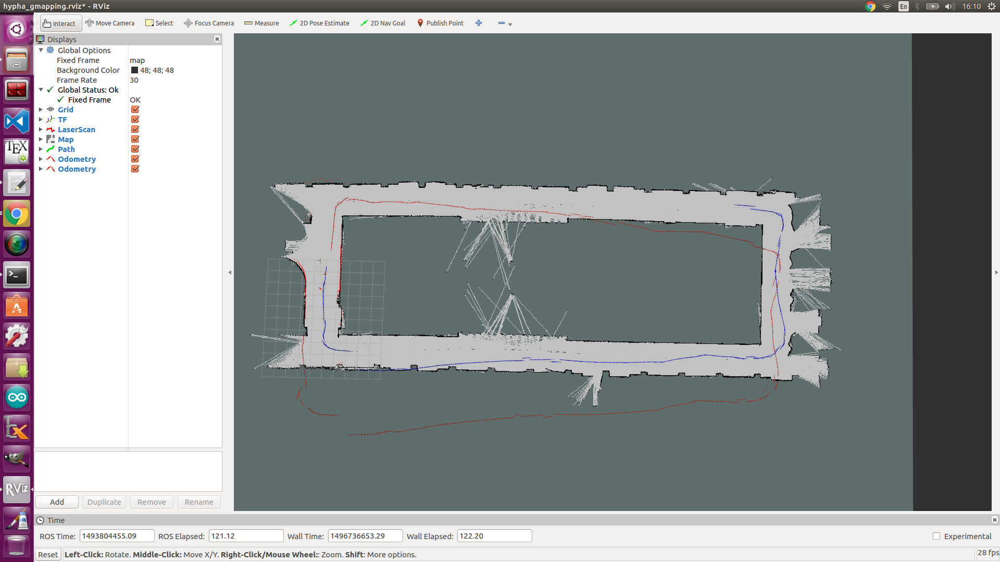 hypha_gmapping.rviz* - RViz
En
16:10
Interact
Move Camera
Select
Focus Camera
Measure
2D Pose Estimate
2D Nav Goal
Publish Point
Displays
Global Options
Fixed Frame map
Background Color 48; 48; 48
Frame Rate 30
Global Status: Ok
Fixed Frame OK
Grid
TF
LaserScan
Map
Path
Odometry
Odometry
TEX
RViz
Add Duplicate Remove Rename
Time
ROS Time: 1493804455.09 ROS Elapsed: 121.12 Wall Time: 1496736653.29 Wall Elapsed: 122.20 Experimental
Reset Left-Click: Rotate. Middle-Click: Move X/Y. Right-Click/Mouse Wheel:: Zoom. Shift: More options. 28 fps